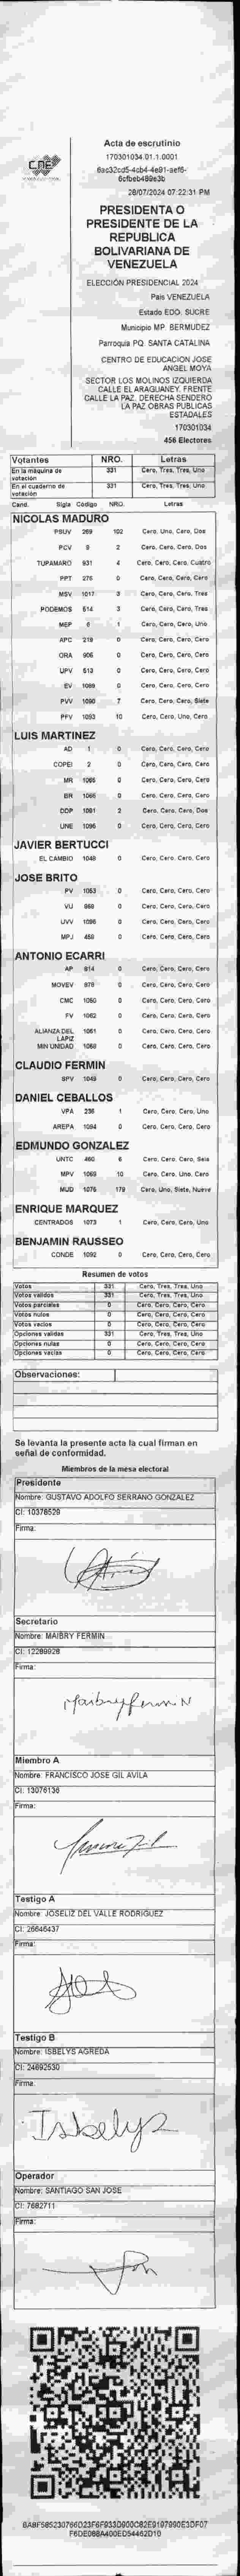 CNE
Acta de escrutinio
170301034.01.1.0001
6ac32cd5-4cb4-4e91-aef6-
6cfbeb489e3b
28/07/2024 07:22:31 PM
PRESIDENTA O
PRESIDENTE DE LA
REPUBLICA
BOLIVARIANA DE
VENEZUELA
ELECCIÓN PRESIDENCIAL 2024
Pais VENEZUELA
Estado EDO. SUCRE
Municipio MP. BERMUDEZ
Parroquia PQ. SANTA CATALINA
CENTRO DE EDUCACION JOSE
ANGEL MOYA
SECTOR LOS MOLINOS IZQUIERDA
CALLE EL ARAGUANEY. FRENTE
CALLE LA PAZ. DERECHA SENDERO
LA PAZ OBRAS PUBLICAS
ESTADALES
170301034
456 Electores
Votantes NRO. Letras
En la máquina de votación 331 Cero, Tres, Tres, Uno
En el cuaderno de votación 331 Cero, Tres, Tres, Uno
Cand. Sigla Codigo NRO. Letras
NICOLAS MADURO
PSUV 269 102 Cero, Uno, Cero, Dos
PCV 9 2 Cero, Cero, Cero, Dos
TUPAMARO 931 4 Cero, Cero, Cero, Cuatro
PPT 276 0 Cero, Cero, Cero, Cero
MSV 1017 3 Cero, Cero, Cero, Tres
PODEMOS 514 3 Cero, Cero, Cero, Tres
MEP 6 1 Cero, Cero, Cero, Uno
APC 219 0 Cero, Cero, Cero, Cero
ORA 906 0 Cero, Cero, Cero, Cero
UPV 513 0 Cero, Cero, Cero, Cero
EV 1089 0 Cero, Cero, Cero, Cero
PVV 1090 7 Cero, Cero, Cero, Siete
PFV 1093 10 Cero, Cero, Uno, Cero
LUIS MARTINEZ
AD 1 0 Cero, Cero, Cero, Cero
COPEI 2 0 Cero, Cero, Cero, Cero
MR 1065 0 Cero, Cero, Cero, Cero
BR 1066 0 Cero, Cero, Cero, Cero
DDP 1091 2 Cero, Cero, Cero, Dos
UNE 1096 0 Cero, Cero, Cero, Cero
JAVIER BERTUCCI
EL CAMBIO 1048 0 Cero, Cero, Cero, Cero
JOSE BRITO
PV 1053 0 Cero, Cero, Cero, Cero
VU 969 0 Cero, Cero, Cero, Cero
UVV 1098 0 Cero, Cero, Cero, Cero
MPJ 458 0 Cero, Cero, Cero, Cero
ANTONIO ECARRI
AP 814 0 Cero, Cero, Cero, Cero
MOVEV 979 0 Cero, Cero, Cero, Cero
CMC 1050 0 Cero, Cero, Cero, Cero
FV 1062 0 Cero, Cero, Cero, Cero
ALIANZA DEL LAPIZ 1051 0 Cero, Cero, Cero, Cero
MIN UNIDAD 1058 0 Cero, Cero, Cero, Cero
CLAUDIO FERMIN
SPV 1049 0 Cero, Cero, Cero, Cero
DANIEL CEBALLOS
VPA 236 1 Cero, Cero, Cero, Uno
AREPA 1094 0 Cero, Cero, Cero, Cero
EDMUNDO GONZALEZ
UNTC 460 6 Cero, Cero, Cero, Seis
MPV 1069 10 Cero, Cero, Uno, Cero
MUD 1075 179 Cero, Uno, Siete, Nueve
ENRIQUE MARQUEZ
CENTRADOS 1073 1 Cero, Cero, Cero, Uno
BENJAMIN RAUSSEO
CONDE 1092 0 Cero, Cero, Cero, Cero
Resumen de votos
Votos 331 Cero, Tres, Tres, Uno
Votos validos 331 Cero, Tres, Tres, Uno
Votos parciales 0 Cero, Cero, Cero, Cero
Votos nulos 0 Cero, Cero, Cero, Cero
Votos vacios 0 Cero, Cero, Cero, Cero
Opciones validas 331 Cero, Tres, Tres, Uno
Opciones nulas 0 Cero, Cero, Cero, Cero
Opciones vacias 0 Cero, Cero, Cero, Cero
Observaciones:
Se levanta la presente acta la cual firman en
señal de conformidad.
Miembros de la mesa electoral
Presidente
Nombre: GUSTAVO ADOLFO SERRANO GONZALEZ
CI: 10376529
Firma:
Secretario
Nombre: MAIBRY FERMIN
CI: 12289928
Firma:
Maibry fermin N
Miembro A
Nombre: FRANCISCO JOSE GIL AVILA
CI: 13076136
Firma:
Testigo A
Nombre: JOSELIZ DEL VALLE RODRIGUEZ
CI: 26646437
Firma:
Testigo B
Nombre: ISBELYS AGREDA
CI: 24692530
Firma:
Isbelys
Operador
Nombre: SANTIAGO SAN JOSE
CI: 7682711
Firma:
6A8F585230766D23F6F933D900C82E9197990E3DF07
F6DE088A400ED54462D10